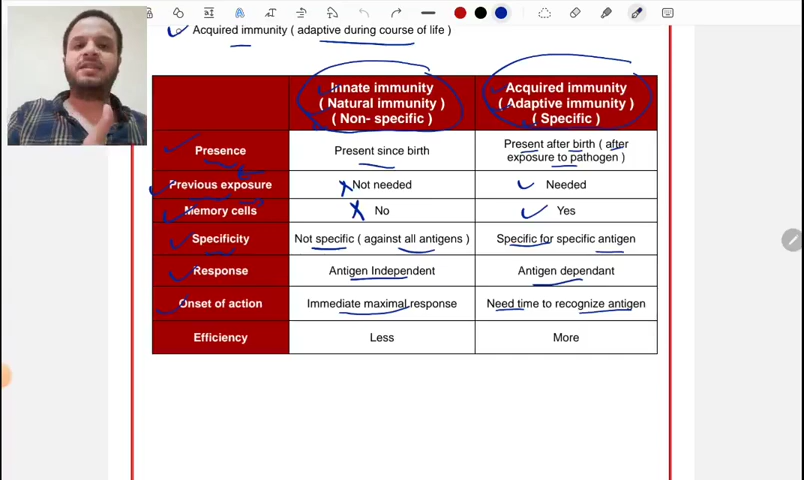 Acquired immunity ( adaptive during course of life )
Innate immunity
( Natural immunity )
( Non- specific )
Acquired immunity
( Adaptive immunity )
( Specific )
Presence
Present since birth
Present after birth ( after
exposure to pathogen )
Previous exposure
Not needed
Needed
Memory cells
No
Yes
Specificity
Not specific ( against all antigens )
Specific for specific antigen
Response
Antigen Independent
Antigen dependant
Onset of action
Immediate maximal response
Need time to recognize antigen
Efficiency
Less
More